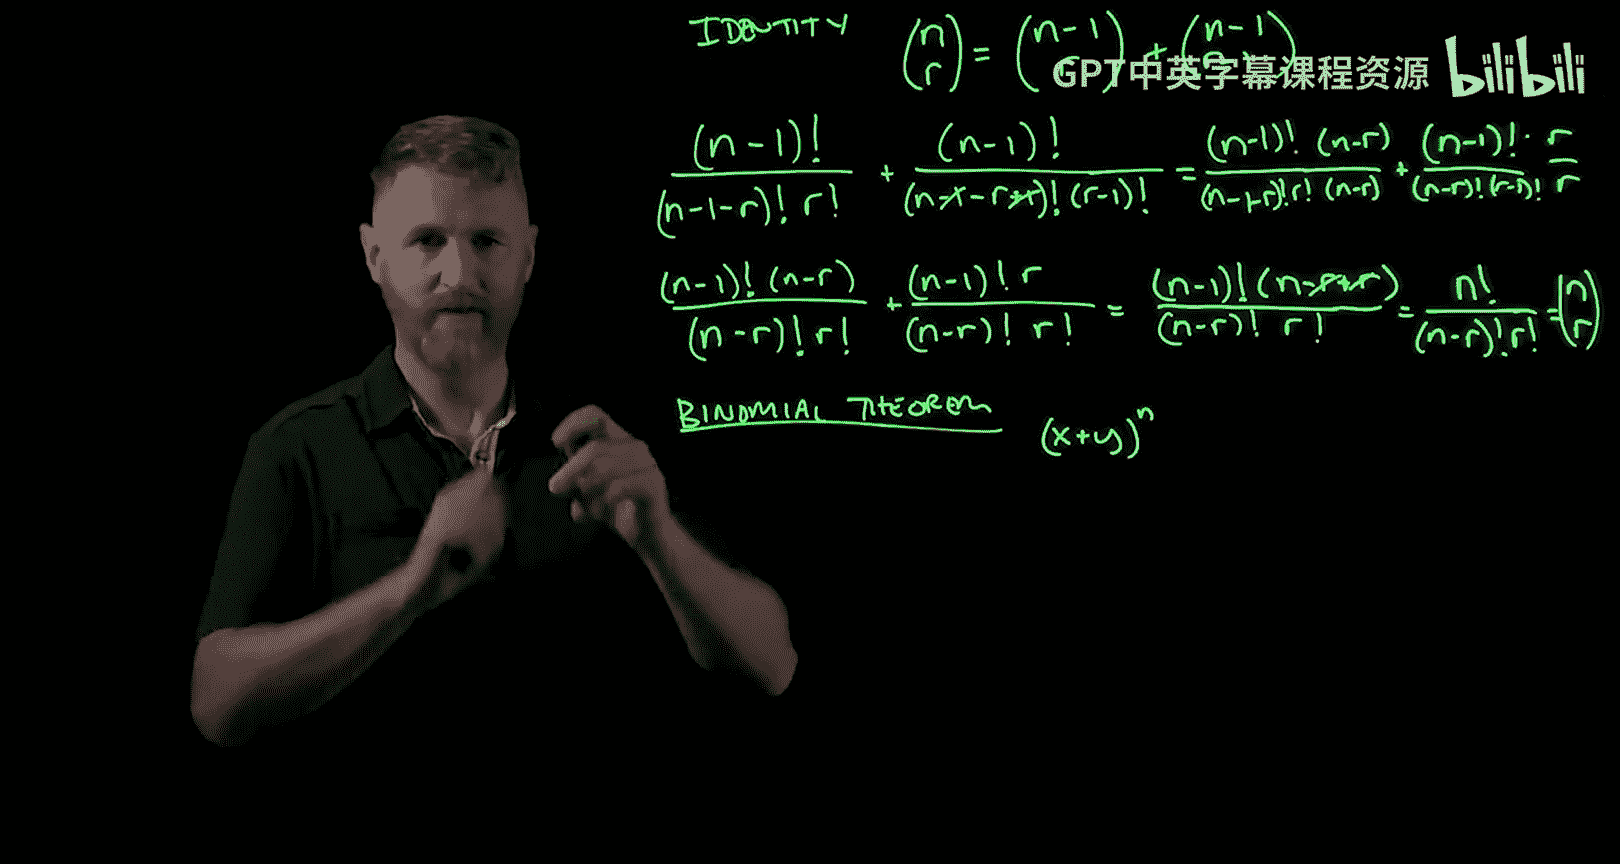 IDENTITY (n r) = (n-1 r) + (n-1
GPT中英字幕课程资源 bilibili
(n-1)! / (n-1-r)! r! + (n-1)! / (n-1-r+1)! (r-1)! = (n-1)! (n-r) / (n-1-r)! r! (n-r) + (n-1)! · r / (n-r)! (r-1)! r
(n-1)! (n-r) / (n-r)! r! + (n-1)! r / (n-r)! r! = (n-1)! (n-r+r) / (n-r)! r! = n! / (n-r)! r! = (n r)
BINOMIAL THEOREM (x+y)^n